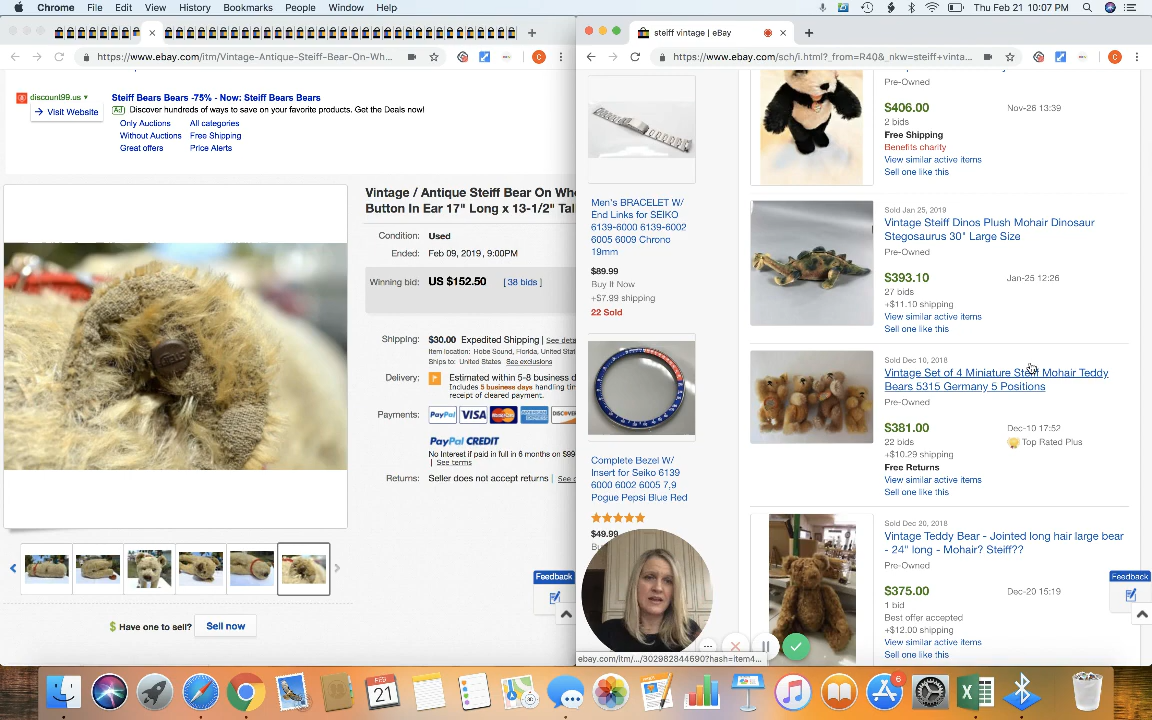 Chrome File Edit View History Bookmarks People Window Help
Thu Feb 21 10:07 PM
steiff vintage | eBay
https://www.ebay.com/itm/Vintage-Antique-Steiff-Bear-On-Wh...
https://www.ebay.com/sch/i.html?_from=R40&_nkw=steiff+vinta...
discount99.us
Visit Website
Steiff Bears Bears -75% - Now: Steiff Bears Bears
Ad Discover hundreds of ways to save on your favorite products. Get the Deals now!
Only Auctions All categories
Without Auctions Free Shipping
Great offers Price Alerts
Vintage / Antique Steiff Bear On Whe
Button In Ear 17" Long x 13-1/2" Tal
Condition: Used
Ended: Feb 09, 2019, 9:00PM
Winning bid: US $152.50 [ 38 bids ]
Shipping: $30.00 Expedited Shipping | See deta
Item location: Hobe Sound, Florida, United Stat
Ships to: United States See exclusions
Delivery: Estimated within 5-8 business d
Includes 5 business days handling tim
receipt of cleared payment.
Payments: PayPal VISA MasterCard AMERICAN EXPRESS DISCOVER
PayPal CREDIT
No Interest if paid in full in 6 months on $99
| See terms
Returns: Seller does not accept returns | See d
Feedback
$ Have one to sell? Sell now
Men's BRACELET W/
End Links for SEIKO
6139-6000 6139-6002
6005 6009 Chrono
19mm
$89.99
Buy It Now
+$7.99 shipping
22 Sold
Complete Bezel W/
Insert for Seiko 6139
6000 6002 6005 7,9
Pogue Pepsi Blue Red
$49.99
Bu
Pre-Owned
$406.00 Nov-26 13:39
2 bids
Free Shipping
Benefits charity
View similar active items
Sell one like this
Sold Jan 25, 2019
Vintage Steiff Dinos Plush Mohair Dinosaur
Stegosaurus 30" Large Size
Pre-Owned
$393.10 Jan-25 12:26
27 bids
+$11.10 shipping
View similar active items
Sell one like this
Sold Dec 10, 2018
Vintage Set of 4 Miniature Steiff Mohair Teddy
Bears 5315 Germany 5 Positions
Pre-Owned
$381.00 Dec-10 17:52
22 bids Top Rated Plus
+$10.29 shipping
Free Returns
View similar active items
Sell one like this
Sold Dec 20, 2018
Vintage Teddy Bear - Jointed long hair large bear
- 24" long - Mohair? Steiff??
Pre-Owned
$375.00 Dec-20 15:19
1 bid
Best offer accepted
+$12.00 shipping
View similar active items
Sell one like this
Feedback
ebay.com/itm/.../302982844690?hash=item4...
FEB
21
6